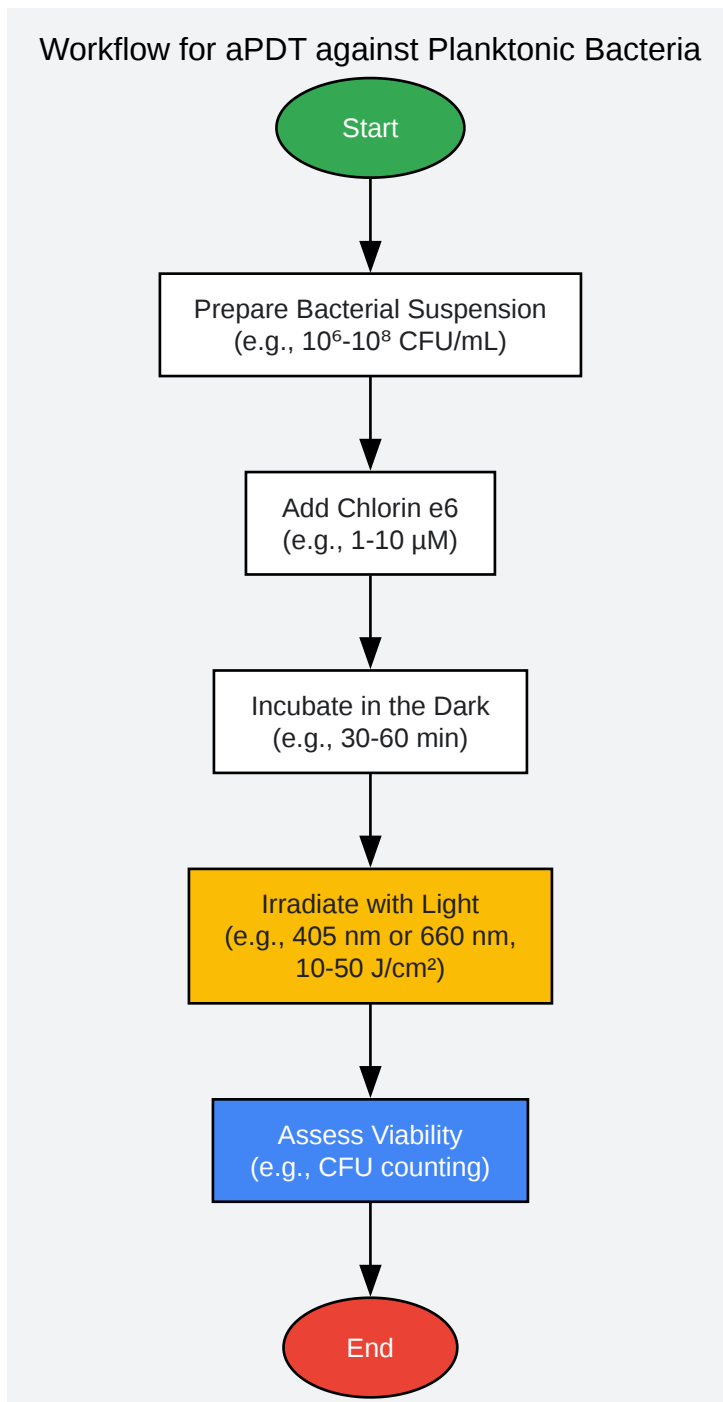 Workflow for aPDT against Planktonic Bacteria
Start
Prepare Bacterial Suspension
(e.g., 10⁶-10⁸ CFU/mL)
Add Chlorin e6
(e.g., 1-10 µM)
Incubate in the Dark
(e.g., 30-60 min)
Irradiate with Light
(e.g., 405 nm or 660 nm,
10-50 J/cm²)
Assess Viability
(e.g., CFU counting)
End